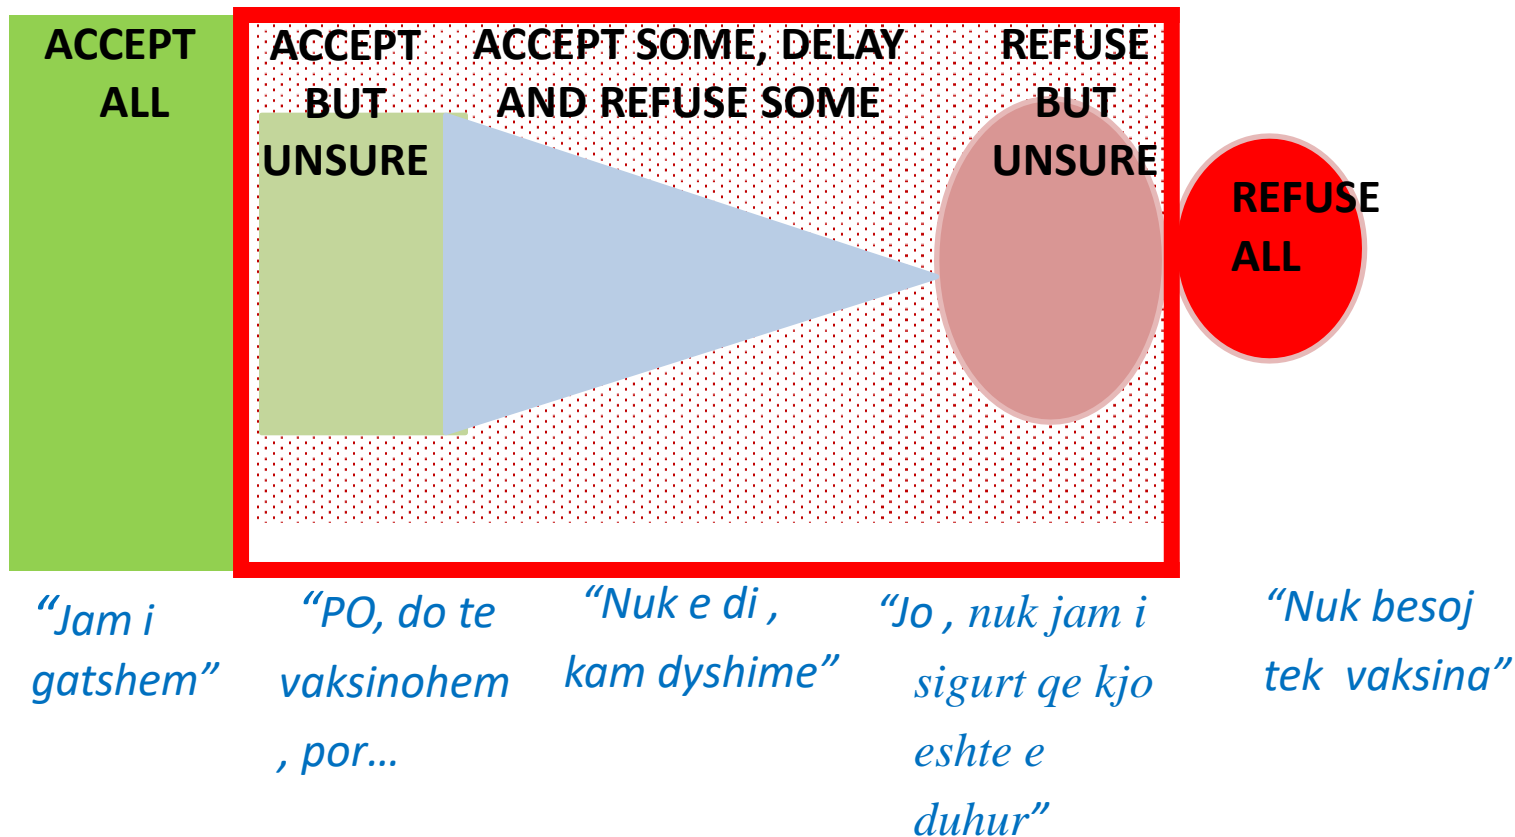 ACCEPT
ALL
ACCEPT
BUT
UNSURE
ACCEPT SOME, DELAY
AND REFUSE SOME
REFUSE
BUT
UNSURE
REFUSE
ALL
“Jam i
gatshem”
“PO, do te
vaksinohem
, por…
“Nuk e di ,
kam dyshime”
“Jo , nuk jam i
sigurt qe kjo
eshte e
duhur”
“Nuk besoj
tek vaksina”